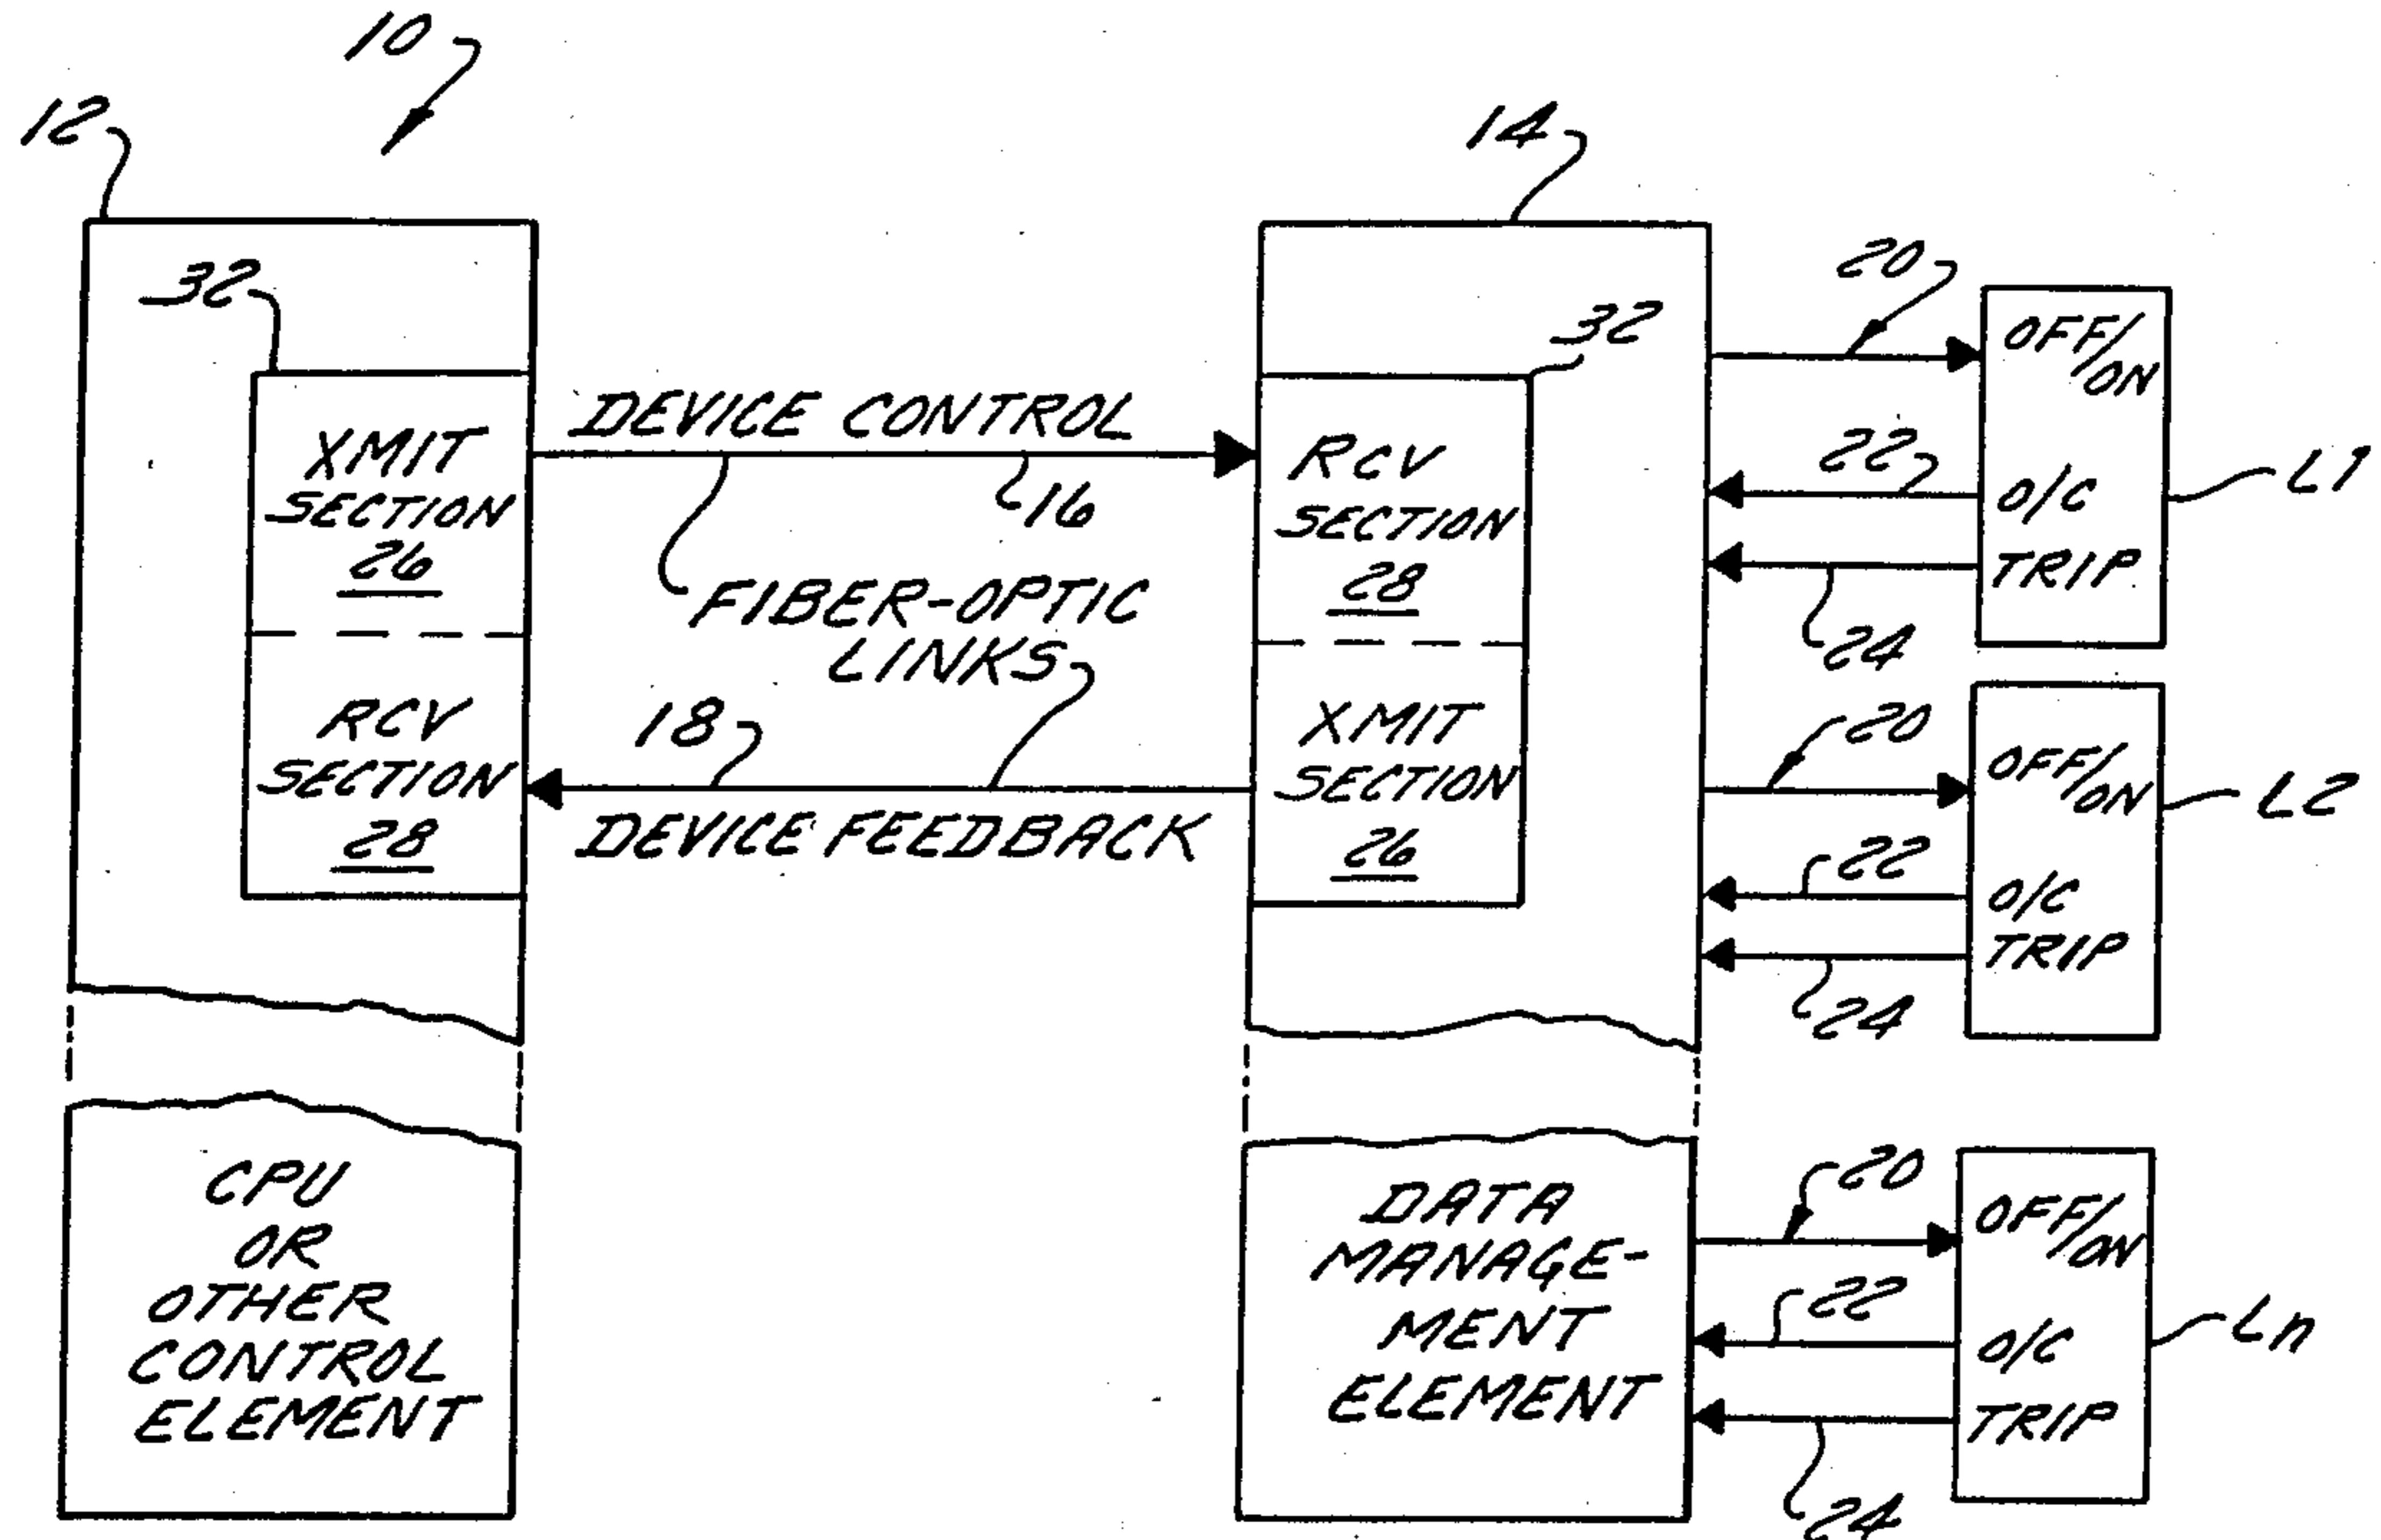 10
12
14
32
XMIT
SECTION
26
RCV
SECTION
28
DEVICE CONTROL
16
FIBER-OPTIC
LINKS
18
DEVICE FEEDBACK
32
RCV
SECTION
28
XMIT
SECTION
26
20
OFF/
ON
22
O/C
TRIP
24
L1
20
OFF/
ON
22
O/C
TRIP
24
L2
CPU
OR
OTHER
CONTROL
ELEMENT
DATA
MANAGE-
MENT
ELEMENT
20
OFF/
ON
22
O/C
TRIP
24
Ln